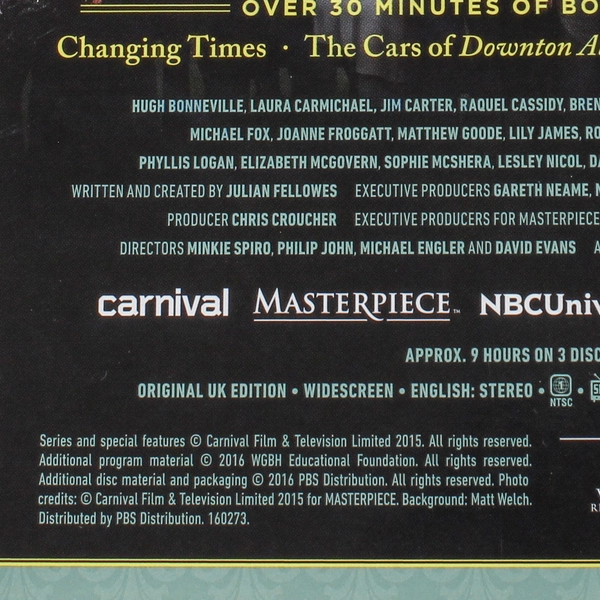 OVER 30 MINUTES OF
Changing Times · The Cars of Downton
HUGH BONNEVILLE, LAURA CARMICHAEL, JIM CARTER, RAQUEL CASSIDY,
MICHAEL FOX, JOANNE FROGGATT, MATTHEW GOODE, LILY JAMES,
PHYLLIS LOGAN, ELIZABETH MCGOVERN, SOPHIE MCSHERA, LESLEY NICOL,
WRITTEN AND CREATED BY JULIAN FELLOWES EXECUTIVE PRODUCERS GARETH NEAME,
PRODUCER CHRIS CROUCHER EXECUTIVE PRODUCERS FOR MASTERPIECE
DIRECTORS MINKIE SPIRO, PHILIP JOHN, MICHAEL ENGLER AND DAVID EVANS
carnival MASTERPIECE™ NBCUniv
APPROX. 9 HOURS ON 3 DISC
ORIGINAL UK EDITION • WIDESCREEN • ENGLISH: STEREO • NTSC •
Series and special features © Carnival Film & Television Limited 2015. All rights reserved.
Additional program material © 2016 WGBH Educational Foundation. All rights reserved.
Additional disc material and packaging © 2016 PBS Distribution. All rights reserved. Photo
credits: © Carnival Film & Television Limited 2015 for MASTERPIECE. Background: Matt Welch.
Distributed by PBS Distribution. 160273.